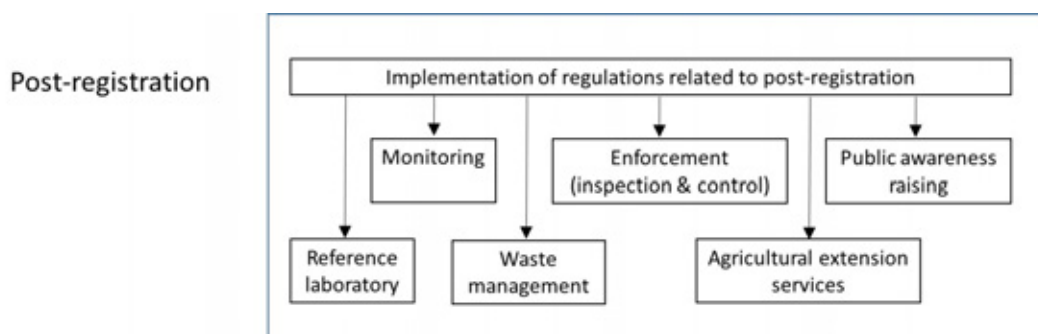 Post-registration
Implementation of regulations related to post-registration
Monitoring
Enforcement
(inspection & control)
Public awareness
raising
Reference
laboratory
Waste
management
Agricultural extension
services